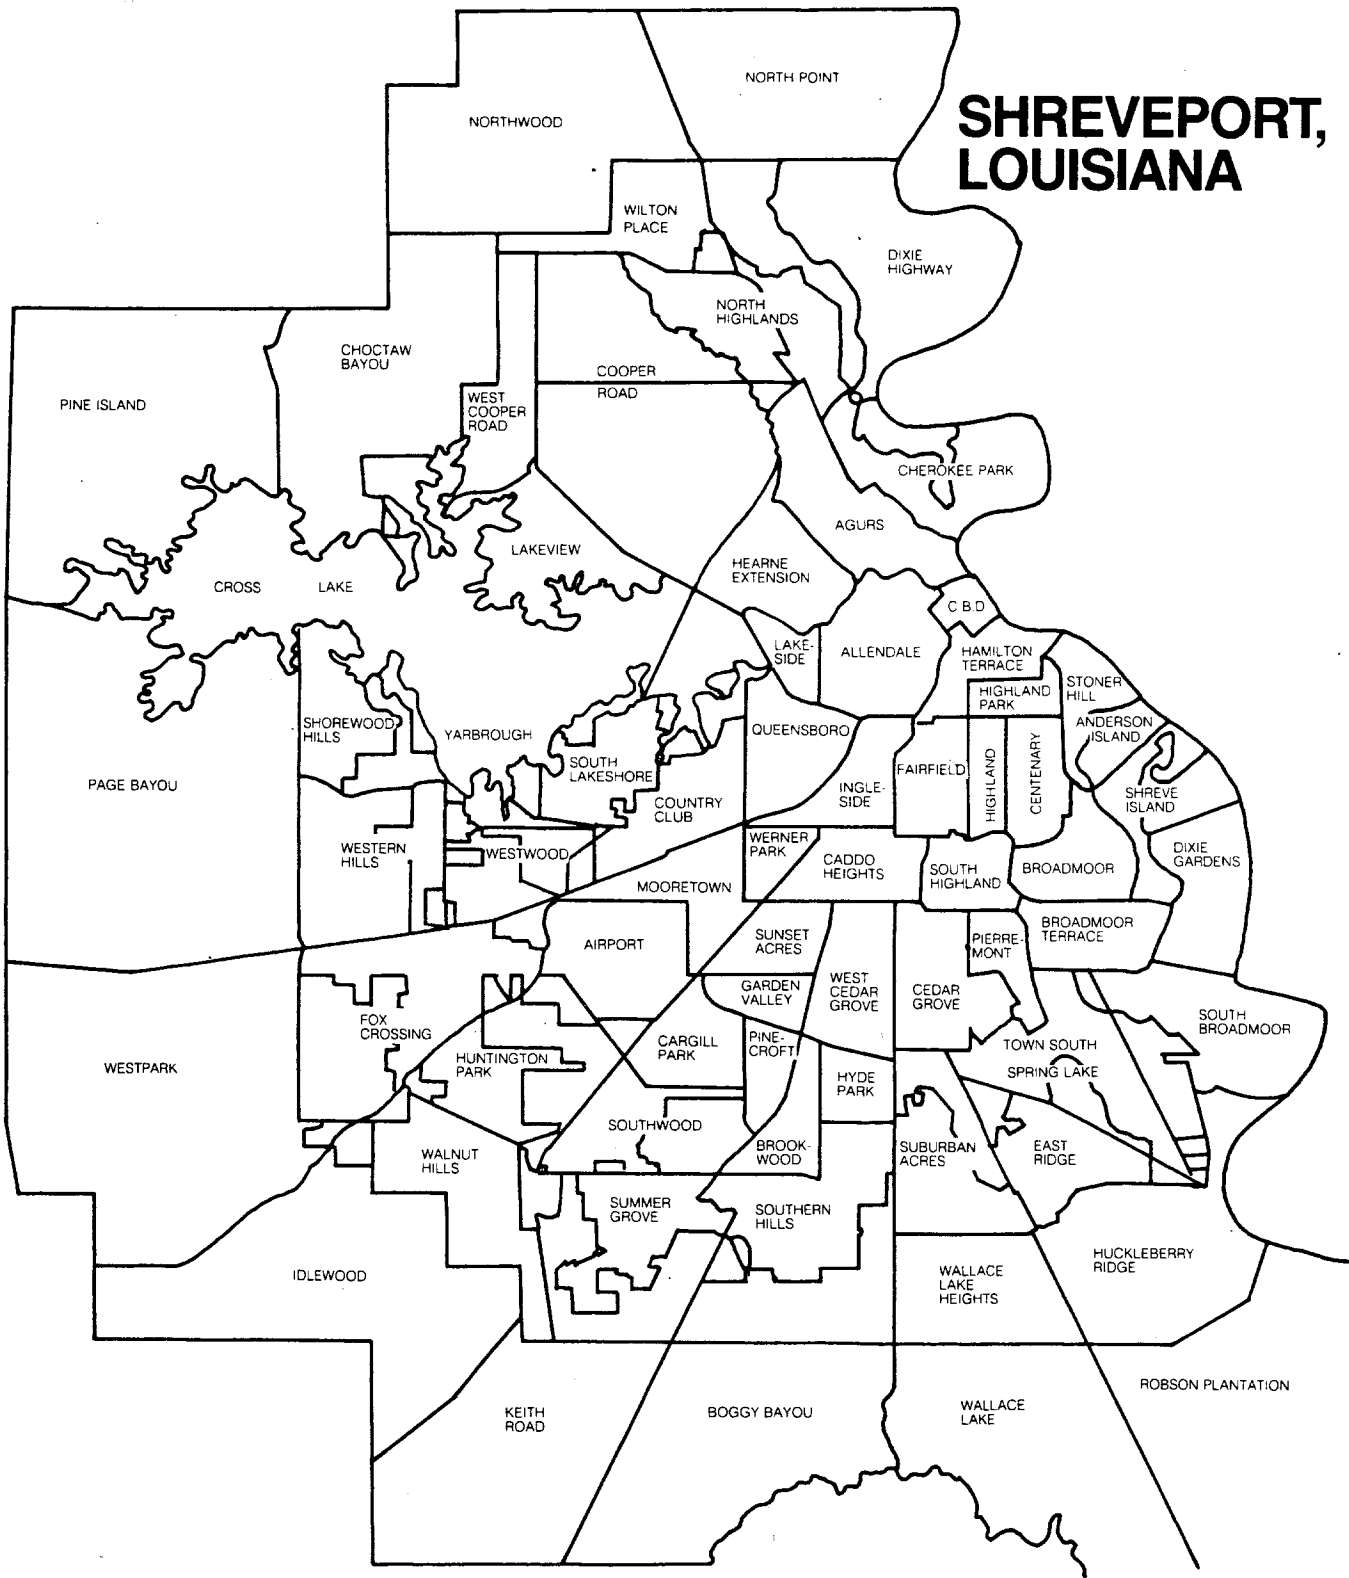 NORTH POINT
SHREVEPORT,
LOUISIANA
NORTHWOOD
WILTON
PLACE
DIXIE
HIGHWAY
NORTH
HIGHLANDS
CHOCTAW
BAYOU
COOPER
ROAD
PINE ISLAND
WEST
COOPER
ROAD
CHEROKEE PARK
AGURS
LAKEVIEW
HEARNE
EXTENSION
CROSS LAKE
C.B.D
LAKE-
SIDE
ALLENDALE
HAMILTON
TERRACE
HIGHLAND
PARK
STONER
HILL
SHOREWOOD
HILLS
YARBROUGH
QUEENSBORO
ANDERSON
ISLAND
SOUTH
LAKESHORE
FAIRFIELD
HIGHLAND
CENTENARY
PAGE BAYOU
INGLE-
SIDE
SHREVE
ISLAND
COUNTRY
CLUB
WESTERN
HILLS
WESTWOOD
WERNER
PARK
CADDO
HEIGHTS
SOUTH
HIGHLAND
BROADMOOR
DIXIE
GARDENS
MOORETOWN
AIRPORT
SUNSET
ACRES
PIERRE-
MONT
BROADMOOR
TERRACE
WEST
CEDAR
GROVE
CEDAR
GROVE
GARDEN
VALLEY
FOX
CROSSING
SOUTH
BROADMOOR
CARGILL
PARK
PINE-
CROFT
TOWN SOUTH
WESTPARK
HUNTINGTON
PARK
HYDE
PARK
SPRING LAKE
SOUTHWOOD
WALNUT
HILLS
BROOK-
WOOD
SUBURBAN
ACRES
EAST
RIDGE
SUMMER
GROVE
SOUTHERN
HILLS
IDLEWOOD
WALLACE
LAKE
HEIGHTS
HUCKLEBERRY
RIDGE
KEITH
ROAD
BOGGY BAYOU
WALLACE
LAKE
ROBSON PLANTATION